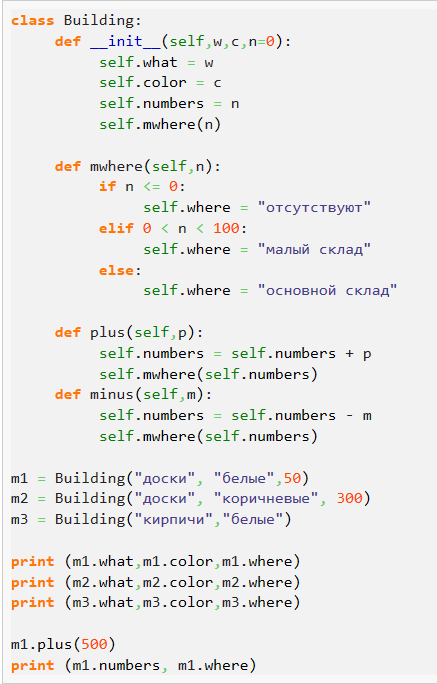 class Building:
     def __init__(self,w,c,n=0):
          self.what = w
          self.color = c
          self.numbers = n
          self.mwhere(n)

     def mwhere(self,n):
          if n <= 0:
               self.where = "отсутствуют"
          elif 0 < n < 100:
               self.where = "малый склад"
          else:
               self.where = "основной склад"

     def plus(self,p):
          self.numbers = self.numbers + p
          self.mwhere(self.numbers)
     def minus(self,m):
          self.numbers = self.numbers - m
          self.mwhere(self.numbers)

m1 = Building("доски", "белые",50)
m2 = Building("доски", "коричневые", 300)
m3 = Building("кирпичи","белые")

print (m1.what,m1.color,m1.where)
print (m2.what,m2.color,m2.where)
print (m3.what,m3.color,m3.where)

m1.plus(500)
print (m1.numbers, m1.where)